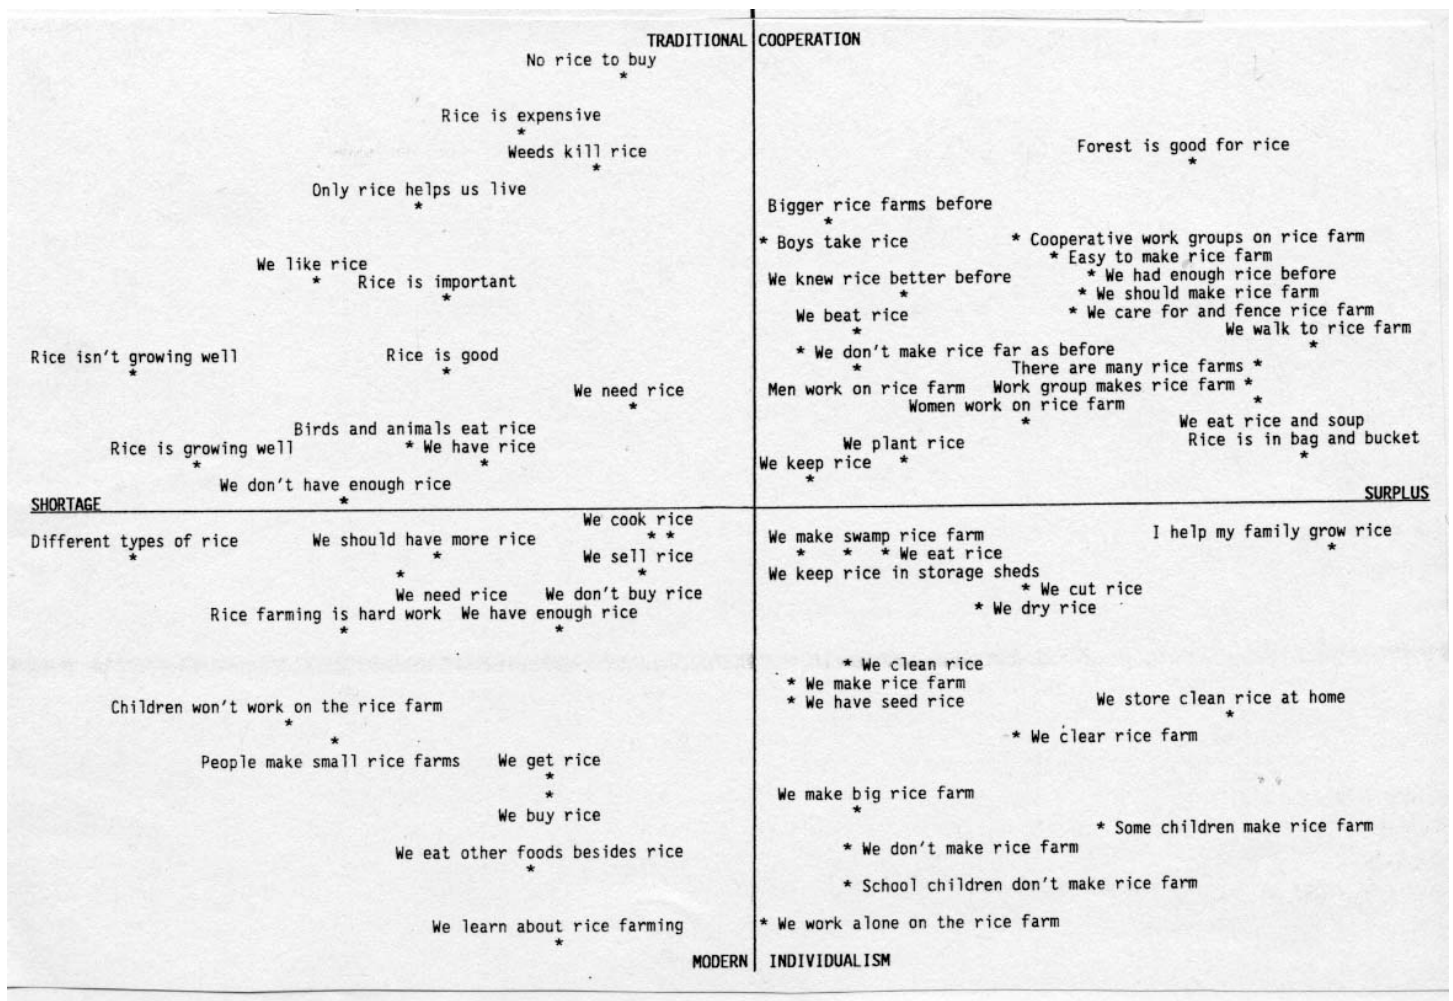 TRADITIONAL COOPERATION
No rice to buy
*
Rice is expensive
*
Weeds kill rice
*
Forest is good for rice
*
Only rice helps us live
*
Bigger rice farms before
*
* Boys take rice
* Cooperative work groups on rice farm
* Easy to make rice farm
We like rice
*
Rice is important
*
We knew rice better before
*
* We had enough rice before
* We should make rice farm
We beat rice
*
* We care for and fence rice farm
We walk to rice farm
*
Rice isn't growing well
*
Rice is good
*
* We don't make rice far as before
*
There are many rice farms *
We need rice
*
Men work on rice farm
Work group makes rice farm *
*
Women work on rice farm
*
Birds and animals eat rice
We eat rice and soup
Rice is growing well
*
* We have rice
*
We plant rice
*
Rice is in bag and bucket
*
We keep rice
*
We don't have enough rice
*
SHORTAGE
SURPLUS
We cook rice
* *
Different types of rice
*
We should have more rice
*
We sell rice
*
We make swamp rice farm
* * * We eat rice
I help my family grow rice
*
We keep rice in storage sheds
*
We need rice
We don't buy rice
* We cut rice
Rice farming is hard work
*
We have enough rice
*
* We dry rice
* We clean rice
* We make rice farm
* We have seed rice
Children won't work on the rice farm
*
We store clean rice at home
*
*
People make small rice farms
* We clear rice farm
We get rice
*
*
We buy rice
We make big rice farm
*
* Some children make rice farm
We eat other foods besides rice
*
* We don't make rice farm
* School children don't make rice farm
We learn about rice farming
*
* We work alone on the rice farm
MODERN INDIVIDUALISM